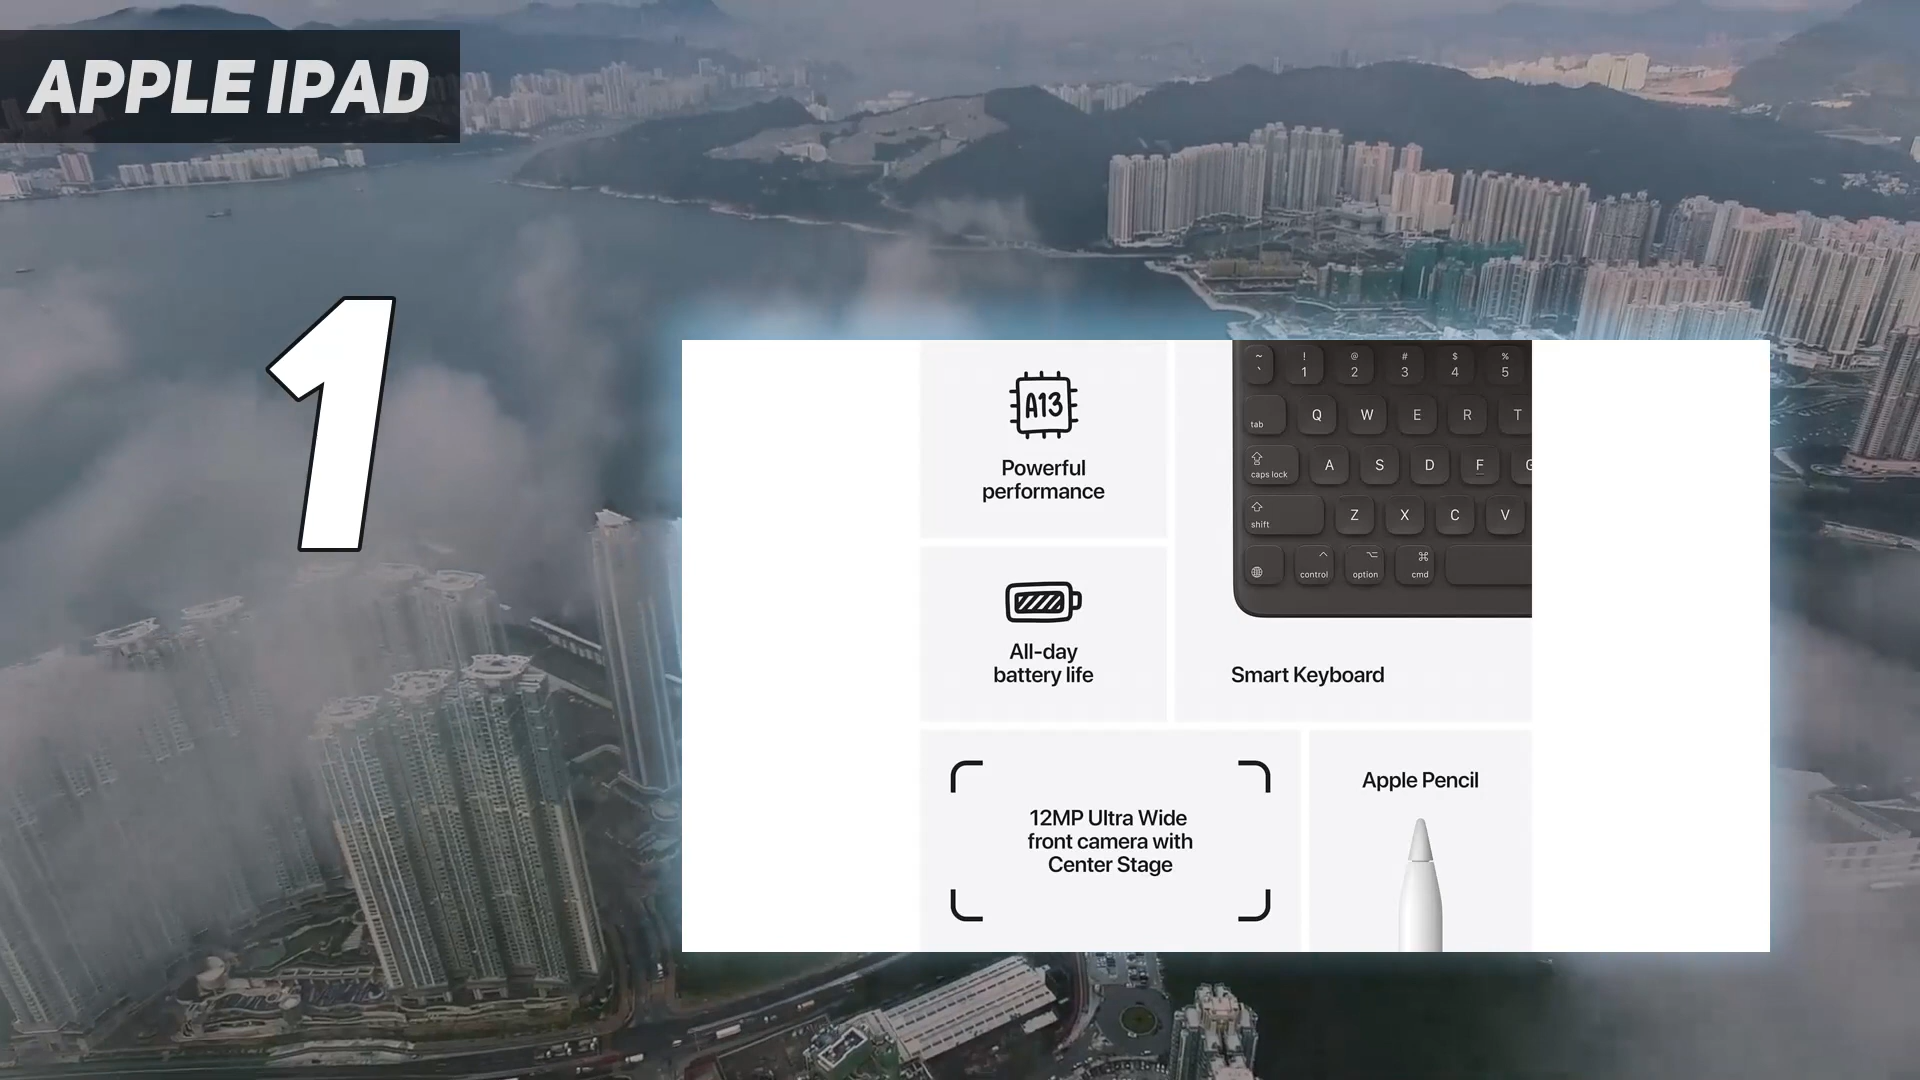 APPLE IPAD
1
A13
Powerful
performance
All-day
battery life
~ ! @ # $ %
` 1 2 3 4 5
tab Q W E R T
caps lock A S D F G
shift Z X C V
control option cmd
Smart Keyboard
12MP Ultra Wide
front camera with
Center Stage
Apple Pencil